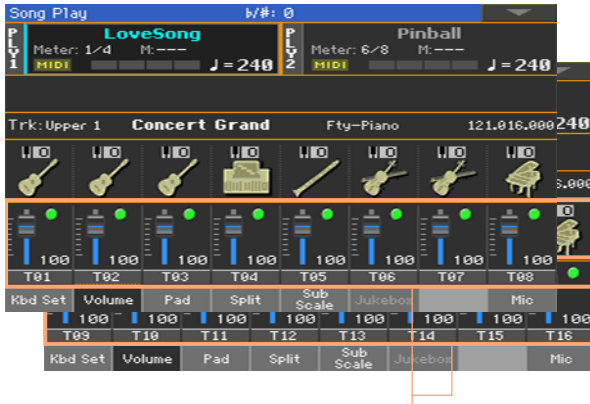 Song Play ♭/#: 0
PLY1 LoveSong PLY2 Pinball
Meter: 1/4 M:--- Meter: 6/8 M:---
MIDI ♩=240 MIDI ♩=240
Trk: Upper 1 Concert Grand Fty-Piano 121.016.000 240
100 100 100 100 100 100 100 100
T01 T02 T03 T04 T05 T06 T07 T08
Kbd Set Volume Pad Split Sub Scale Jukebox Mic
100 100 100 100 100 100 100 100
T09 T10 T11 T12 T13 T14 T15 T16
Kbd Set Volume Pad Split Sub Scale Jukebox Mic